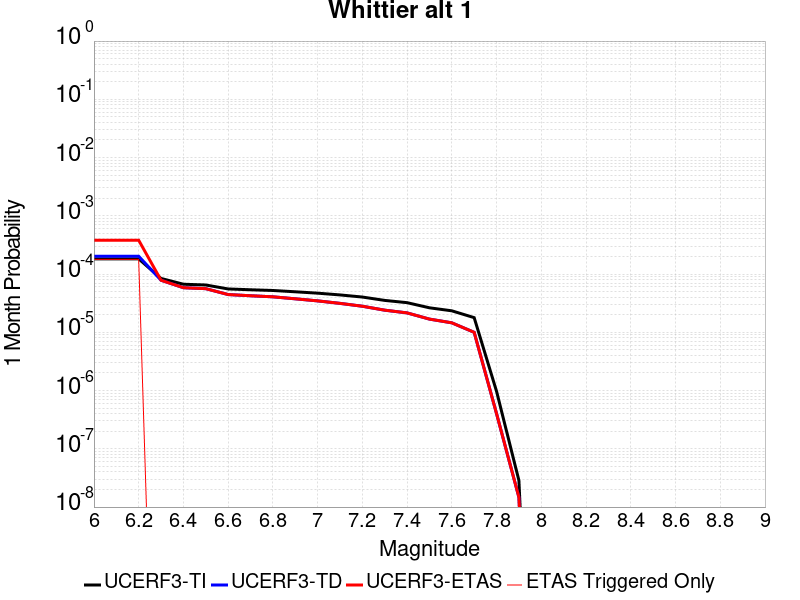 Whittier alt 1
10^0
10^-1
10^-2
10^-3
10^-4
10^-5
10^-6
10^-7
10^-8
1 Month Probability
6 6.2 6.4 6.6 6.8 7 7.2 7.4 7.6 7.8 8 8.2 8.4 8.6 8.8 9
Magnitude
UCERF3-TI UCERF3-TD UCERF3-ETAS ETAS Triggered Only